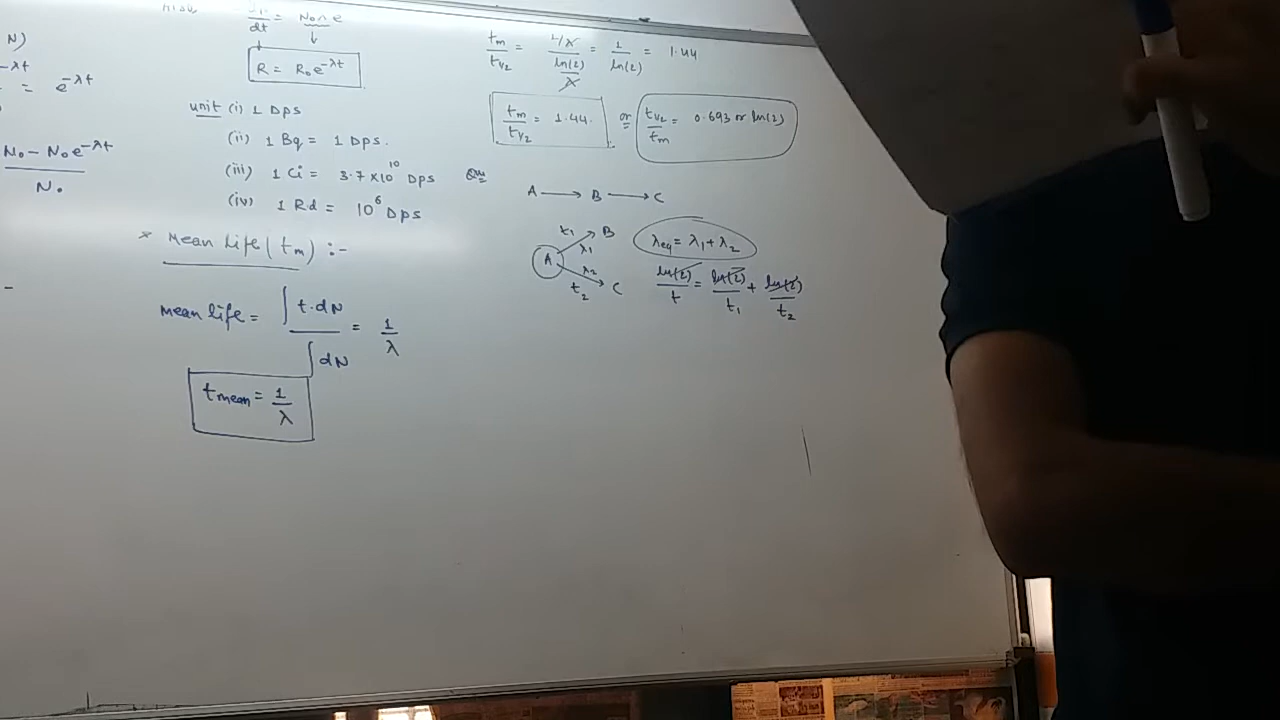 N)
-λt
= e^-λt
N₀ - N₀e^-λt
N₀
dt = N₀λe
R = R₀e^-λt
unit (i) 1 Dps
(ii) 1 Bq = 1 Dps.
(iii) 1 Ci = 3.7×10^10 Dps
(iv) 1 Rd = 10^6 Dps
* Mean Life (tm) :-
Mean life = ∫t.dN / ∫dN = 1/λ
tmean = 1/λ
tm/t1/2 = 1/λ / ln(2)/λ = 1/ln(2) = 1.44
tm/t1/2 = 1.44. or t1/2/tm = 0.693 or ln(2)
A → B → C
A
t1 B
λ1
λ2
t2 C
λeq = λ1 + λ2
ln(2)/t = ln(2)/t1 + ln(2)/t2